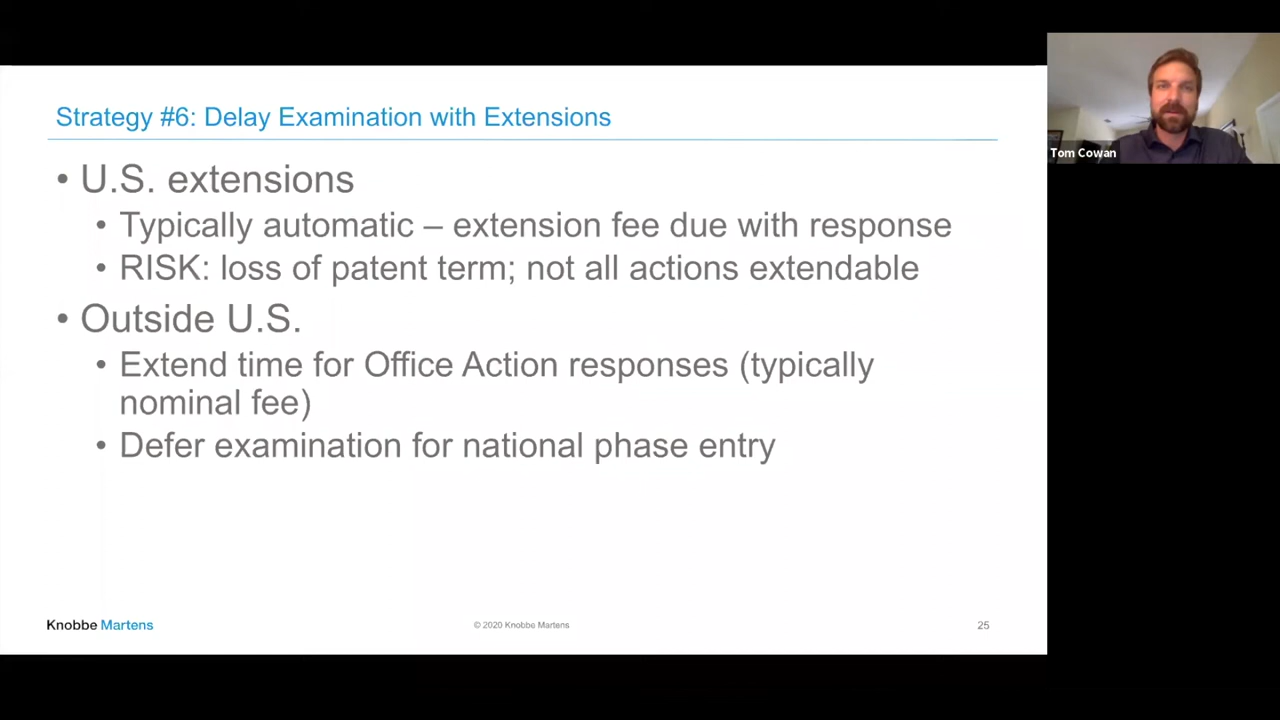 Strategy #6: Delay Examination with Extensions
• U.S. extensions
• Typically automatic – extension fee due with response
• RISK: loss of patent term; not all actions extendable
• Outside U.S.
• Extend time for Office Action responses (typically
nominal fee)
• Defer examination for national phase entry
Knobbe Martens
© 2020 Knobbe Martens
25
Tom Cowan